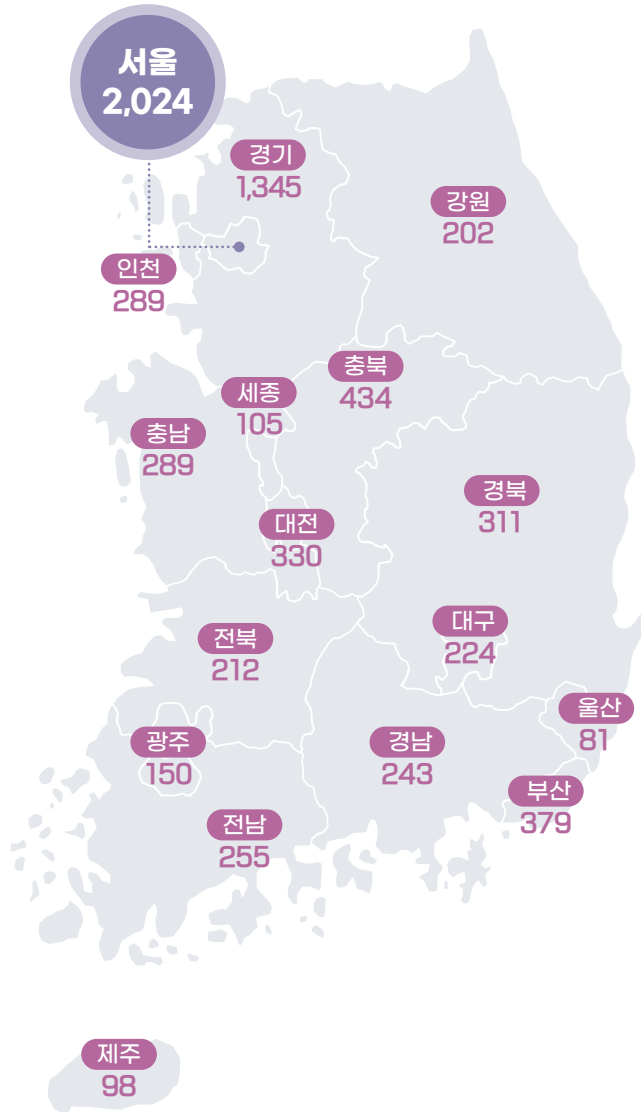 서울
2,024
경기
1,345
강원
202
인천
289
충북
434
세종
105
충남
289
경북
311
대전
330
대구
224
전북
212
울산
81
광주
150
경남
243
부산
379
전남
255
제주
98